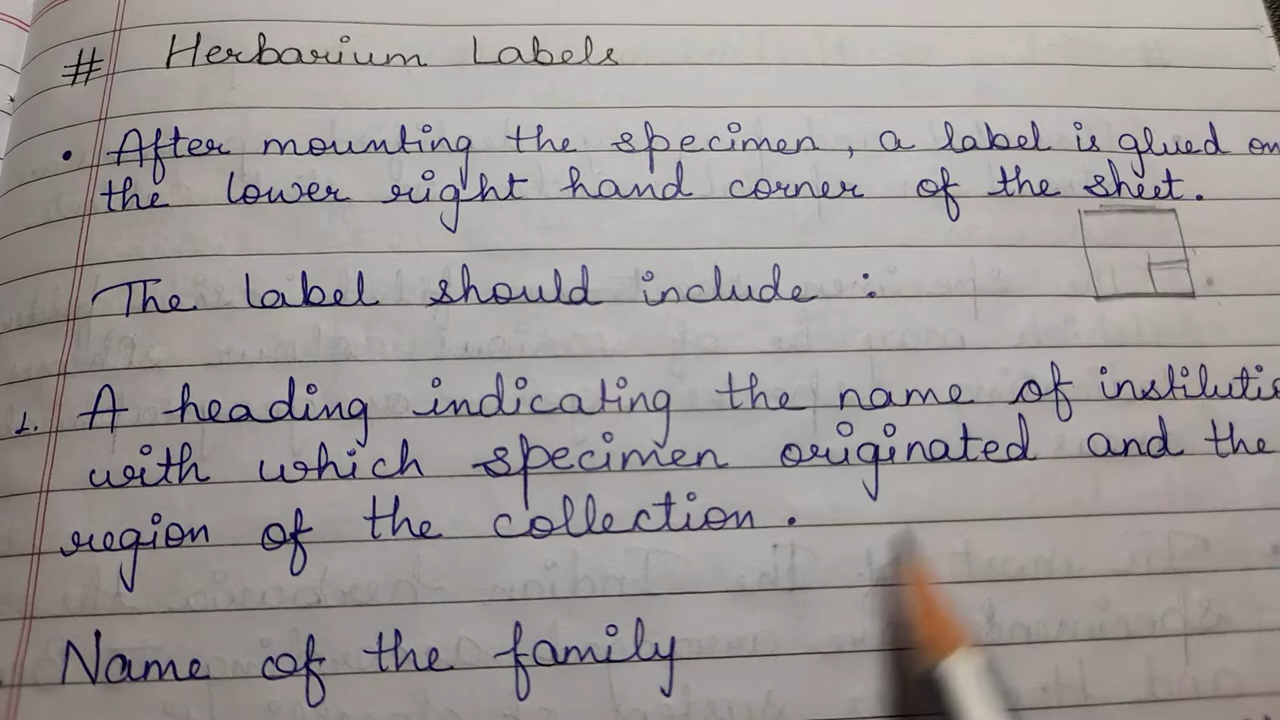 # Herbarium Labels
• After mounting the specimen, a label is glued on
the lower right hand corner of the sheet.
The label should include :
1. A heading indicating the name of institutio
with which specimen originated and the
region of the collection.
Name of the family